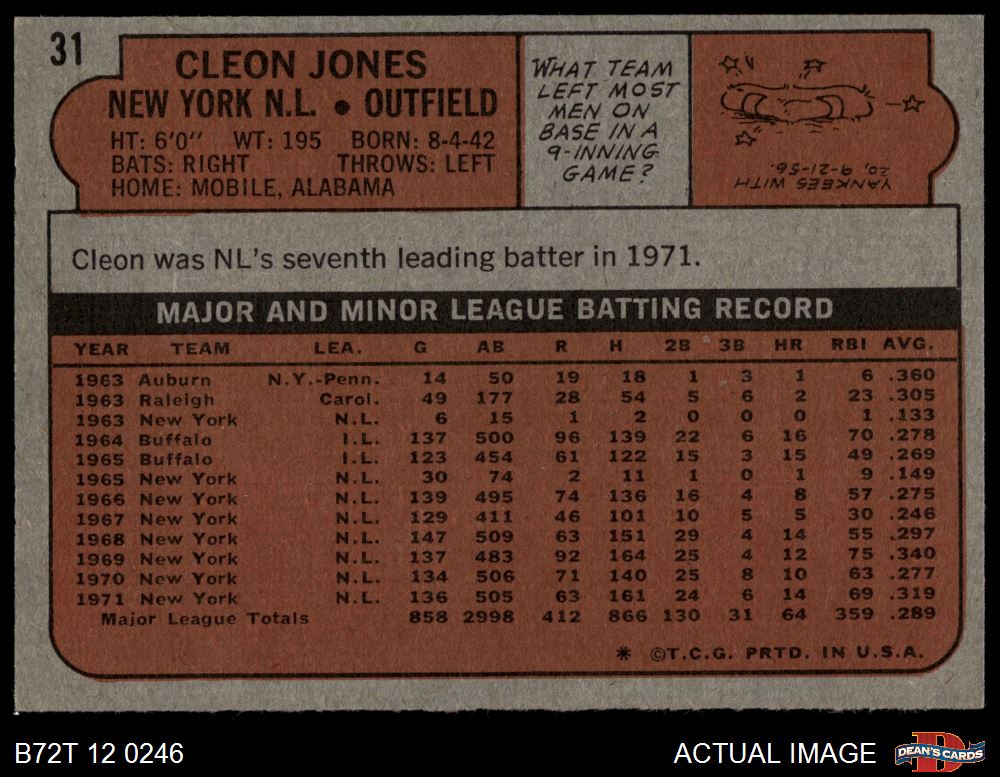 31
CLEON JONES
NEW YORK N.L. • OUTFIELD
HT: 6'0" WT: 195 BORN: 8-4-42
BATS: RIGHT THROWS: LEFT
HOME: MOBILE, ALABAMA
WHAT TEAM
LEFT MOST
MEN ON
BASE IN A
9-INNING
GAME?
YANKEES WITH
20, 9-21-56.
Cleon was NL's seventh leading batter in 1971.
MAJOR AND MINOR LEAGUE BATTING RECORD
YEAR TEAM LEA. G AB R H 2B 3B HR RBI AVG.
1963 Auburn N.Y.-Penn. 14 50 19 18 1 3 1 6 .360
1963 Raleigh Carol. 49 177 28 54 5 6 2 23 .305
1963 New York N.L. 6 15 1 2 0 0 0 1 .133
1964 Buffalo I.L. 137 500 96 139 22 6 16 70 .278
1965 Buffalo I.L. 123 454 61 122 15 3 15 49 .269
1965 New York N.L. 30 74 2 11 1 0 1 9 .149
1966 New York N.L. 139 495 74 136 16 4 8 57 .275
1967 New York N.L. 129 411 46 101 10 5 5 30 .246
1968 New York N.L. 147 509 63 151 29 4 14 55 .297
1969 New York N.L. 137 483 92 164 25 4 12 75 .340
1970 New York N.L. 134 506 71 140 25 8 10 63 .277
1971 New York N.L. 136 505 63 161 24 6 14 69 .319
Major League Totals 858 2998 412 866 130 31 64 359 .289
* ©T.C.G. PRTD. IN U.S.A.
B72T 12 0246 ACTUAL IMAGE DEAN'S CARDS